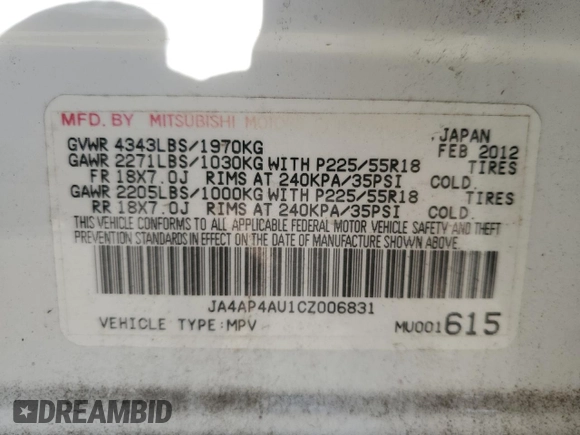 MFD. BY MITSUBISHI
JAPAN
GVWR 4343LBS/1970KG FEB 2012
GAWR 2271LBS/1030KG WITH P225/55R18 TIRES
FR 18X7.0J RIMS AT 240KPA/35PSI COLD.
GAWR 2205LBS/1000KG WITH P225/55R18 TIRES
RR 18X7.0J RIMS AT 240KPA/35PSI COLD.
THIS VEHICLE CONFORMS TO ALL APPLICABLE FEDERAL MOTOR VEHICLE SAFETY AND THEFT
PREVENTION STANDARDS IN EFFECT ON THE DATE OF MANUFACTURE SHOWN ABOVE.
JA4AP4AU1CZ006831
VEHICLE TYPE:MPV MU001615
DREAMBID